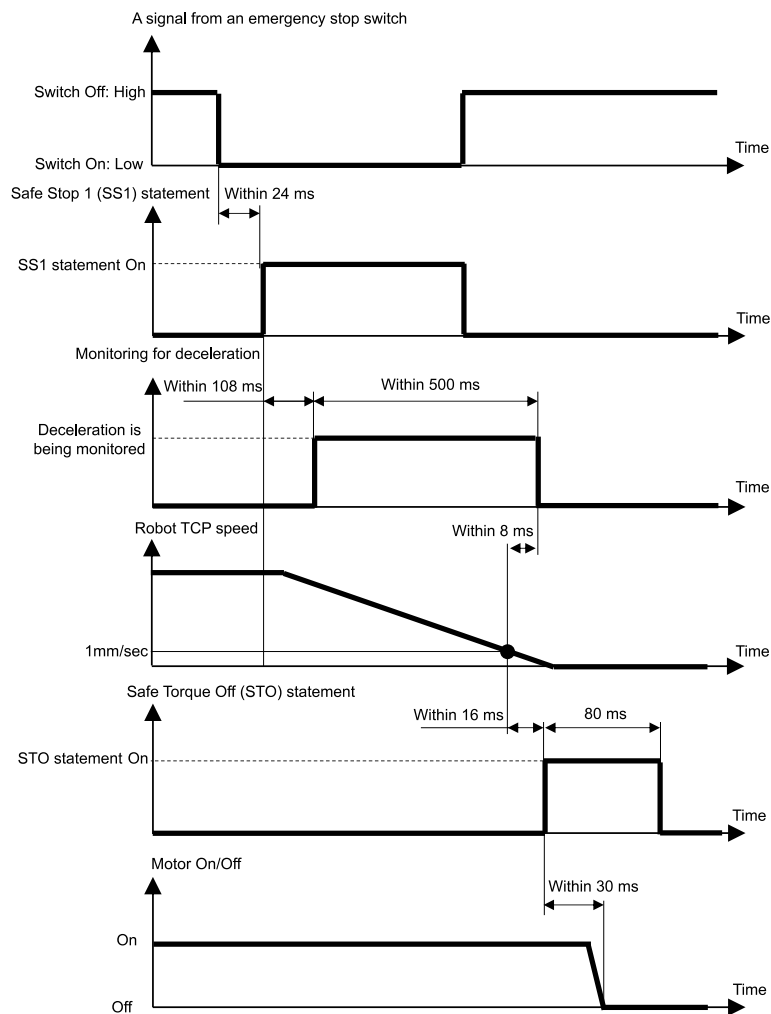 A signal from an emergency stop switch
Switch Off: High
Time
Switch On: Low
Safe Stop 1 (SS1) statement
Within 24 ms
SS1 statement On
Time
Monitoring for deceleration
Within 108 ms
Within 500 ms
Deceleration is
being monitored
Time
Robot TCP speed
Within 8 ms
1mm/sec
Time
Safe Torque Off (STO) statement
Within 16 ms
80 ms
STO statement On
Time
Motor On/Off
Within 30 ms
On
Time
Off